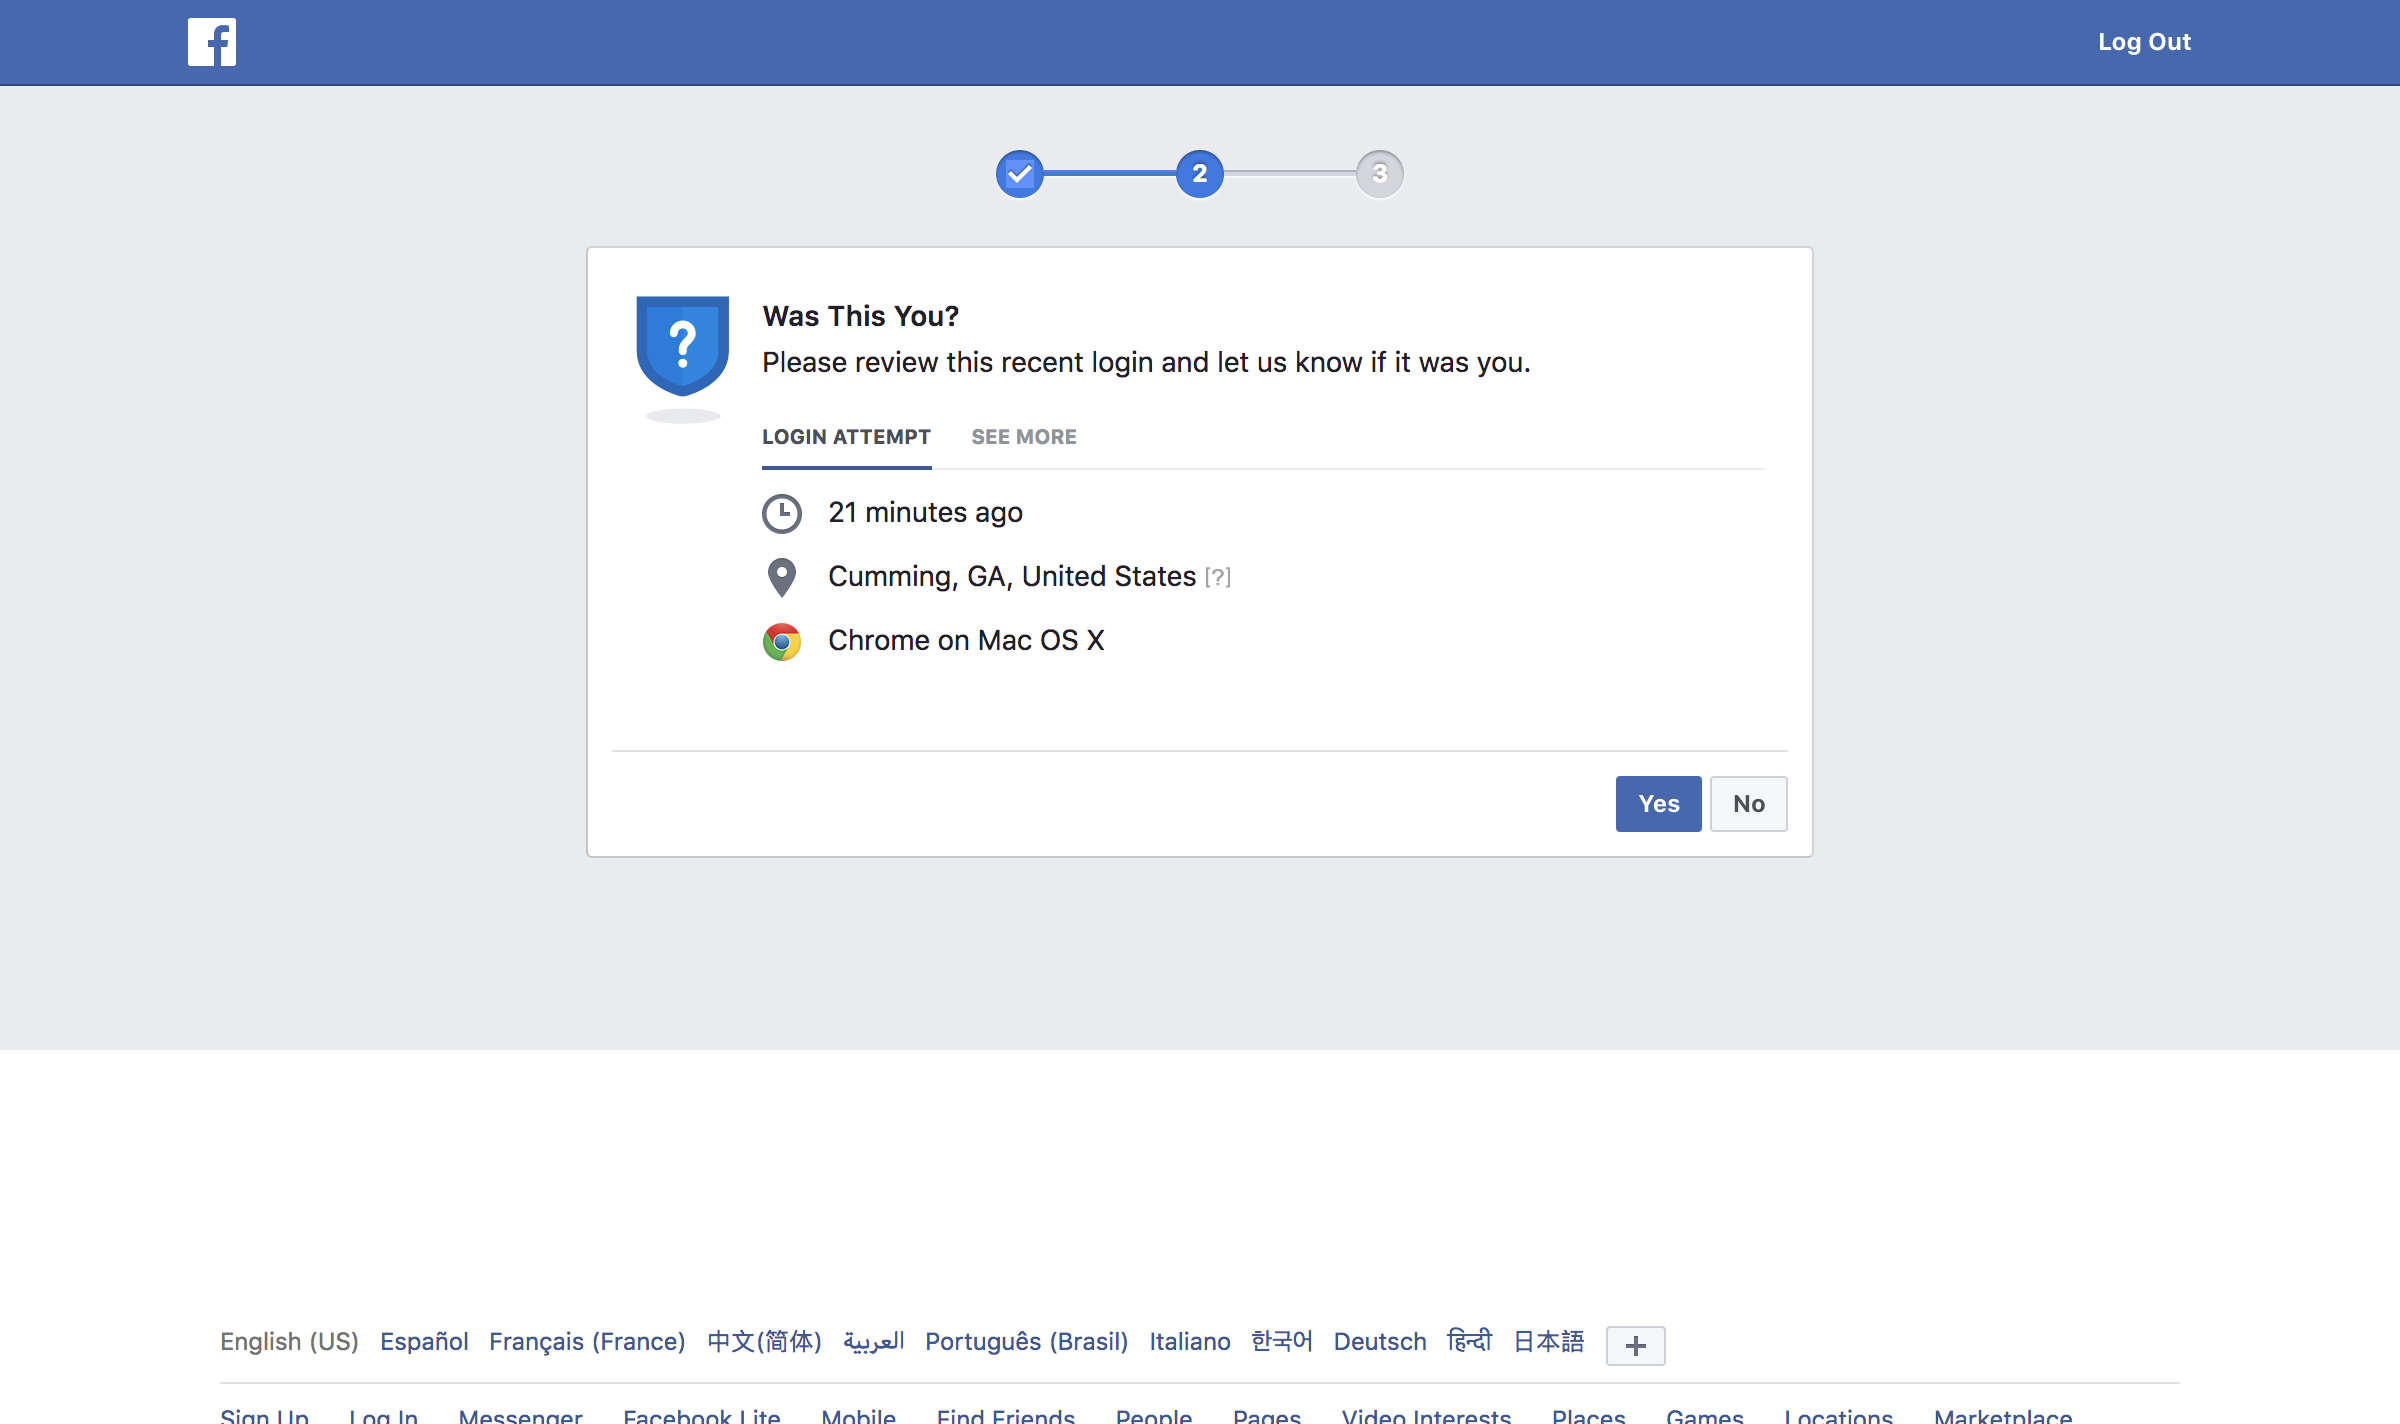 Log Out
2
3
Was This You?
Please review this recent login and let us know if it was you.
LOGIN ATTEMPT SEE MORE
21 minutes ago
Cumming, GA, United States [?]
Chrome on Mac OS X
Yes No
English (US) Español Français (France) 中文(简体) العربية Português (Brasil) Italiano 한국어 Deutsch हिन्दी 日本語
Sign Up Log In Messenger Facebook Lite Mobile Find Friends People Pages Video Interests Places Games Locations Marketplace